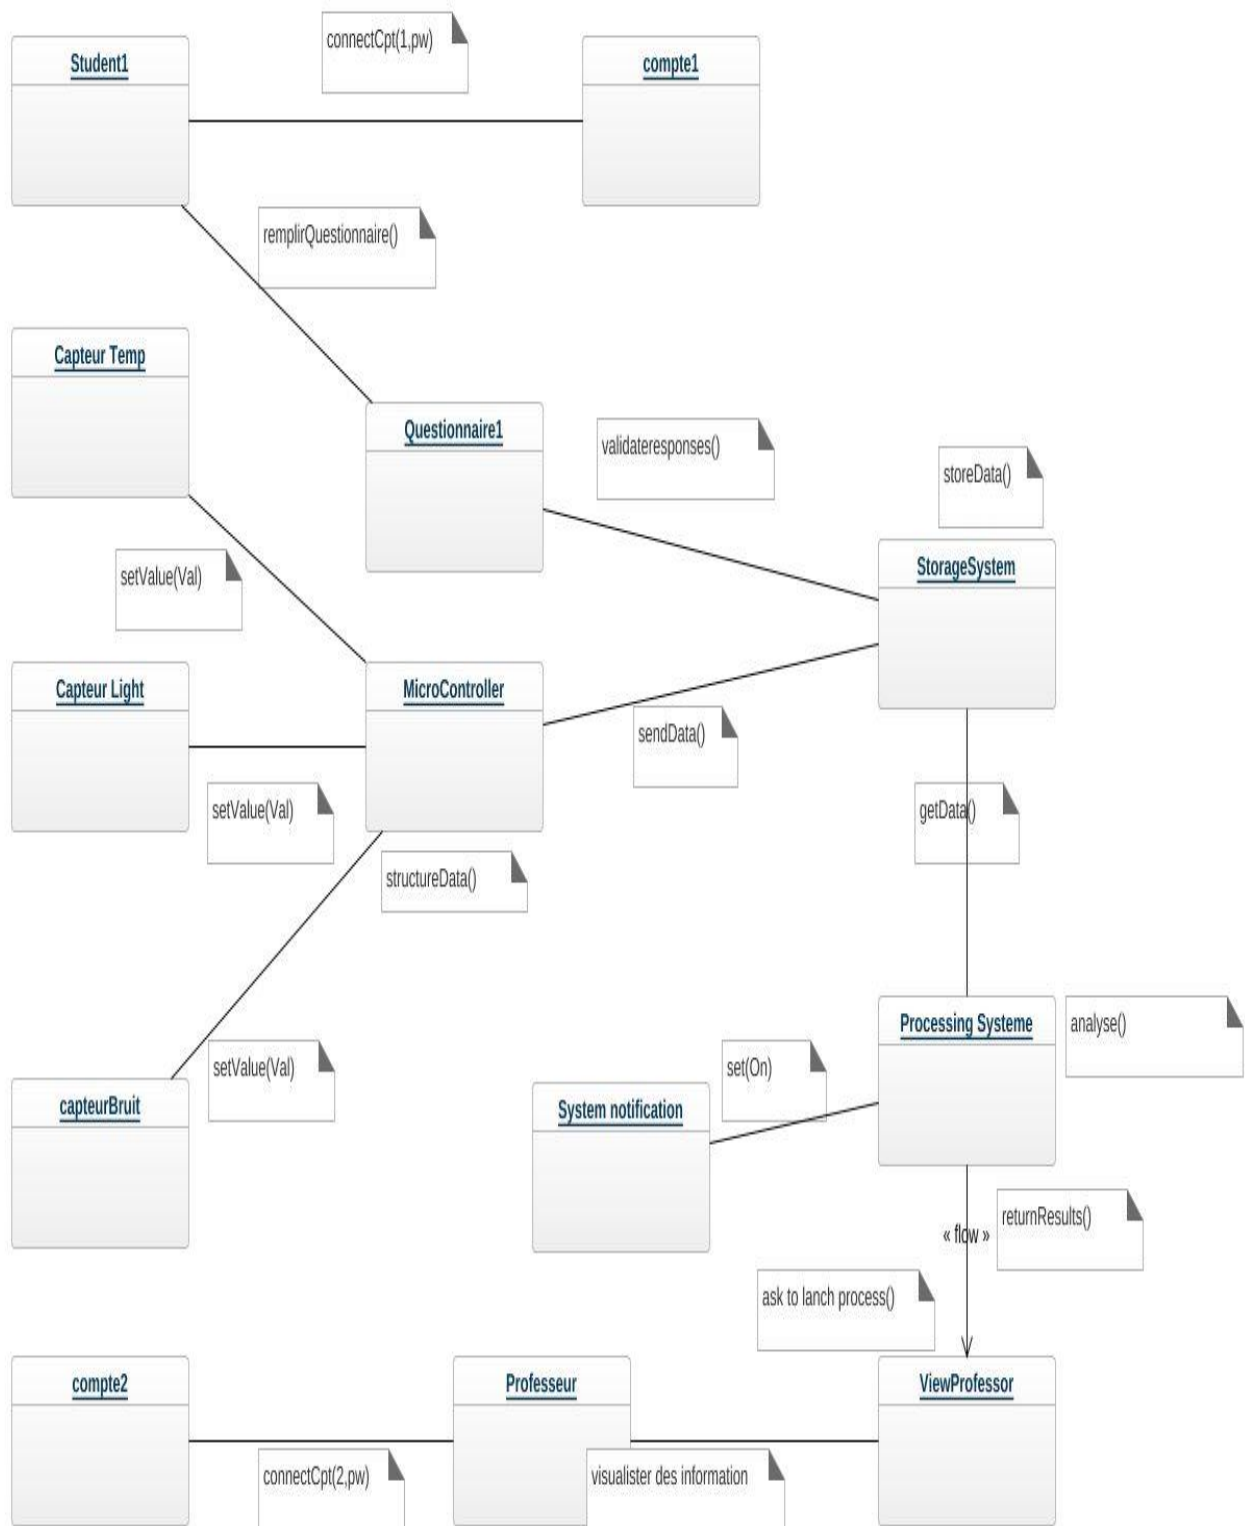 connectCpt(1,pw)
Student1
compte1
remplirQuestionnaire()
Capteur Temp
Questionnaire1
validateresponses()
storeData()
setValue(Val)
StorageSystem
Capteur Light
MicroController
sendData()
setValue(Val)
getData()
structureData()
Processing Systeme
analyse()
setValue(Val)
set(On)
capteurBruit
System notification
returnResults()
« flow »
ask to lanch process()
compte2
Professeur
ViewProfessor
connectCpt(2,pw)
visualister des information